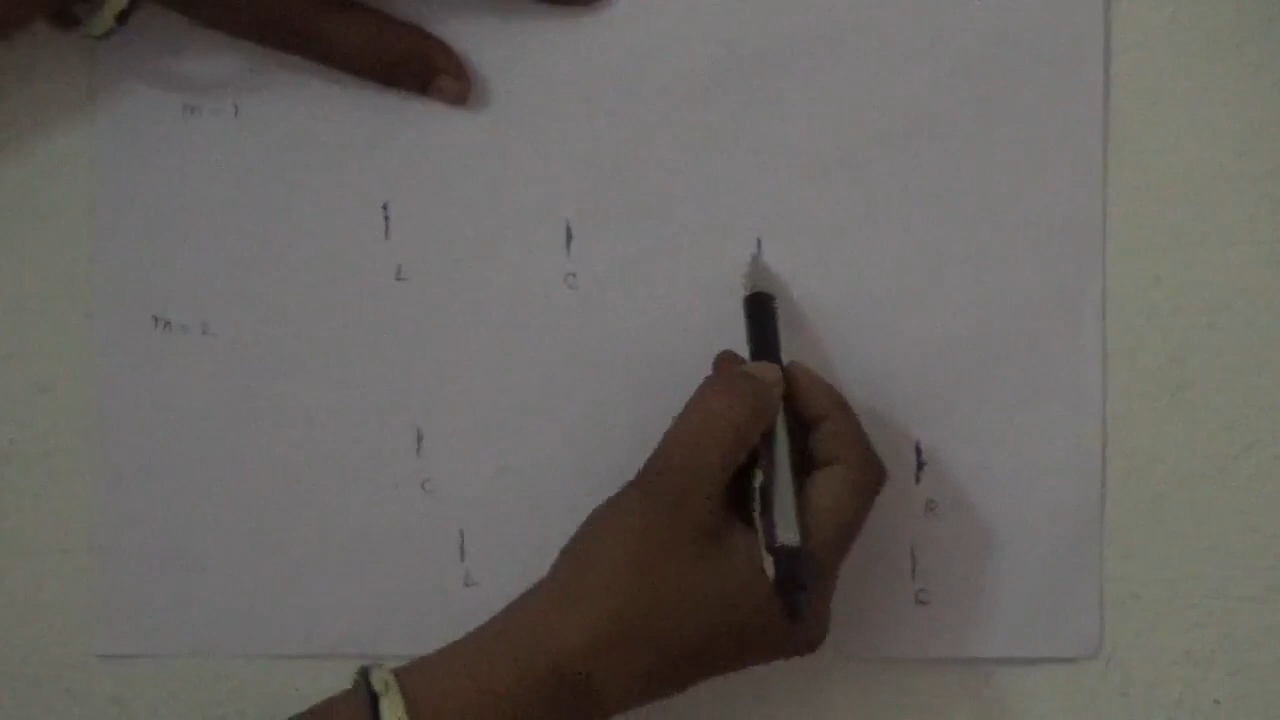 m = 1
L C
m = 2
C R
L C